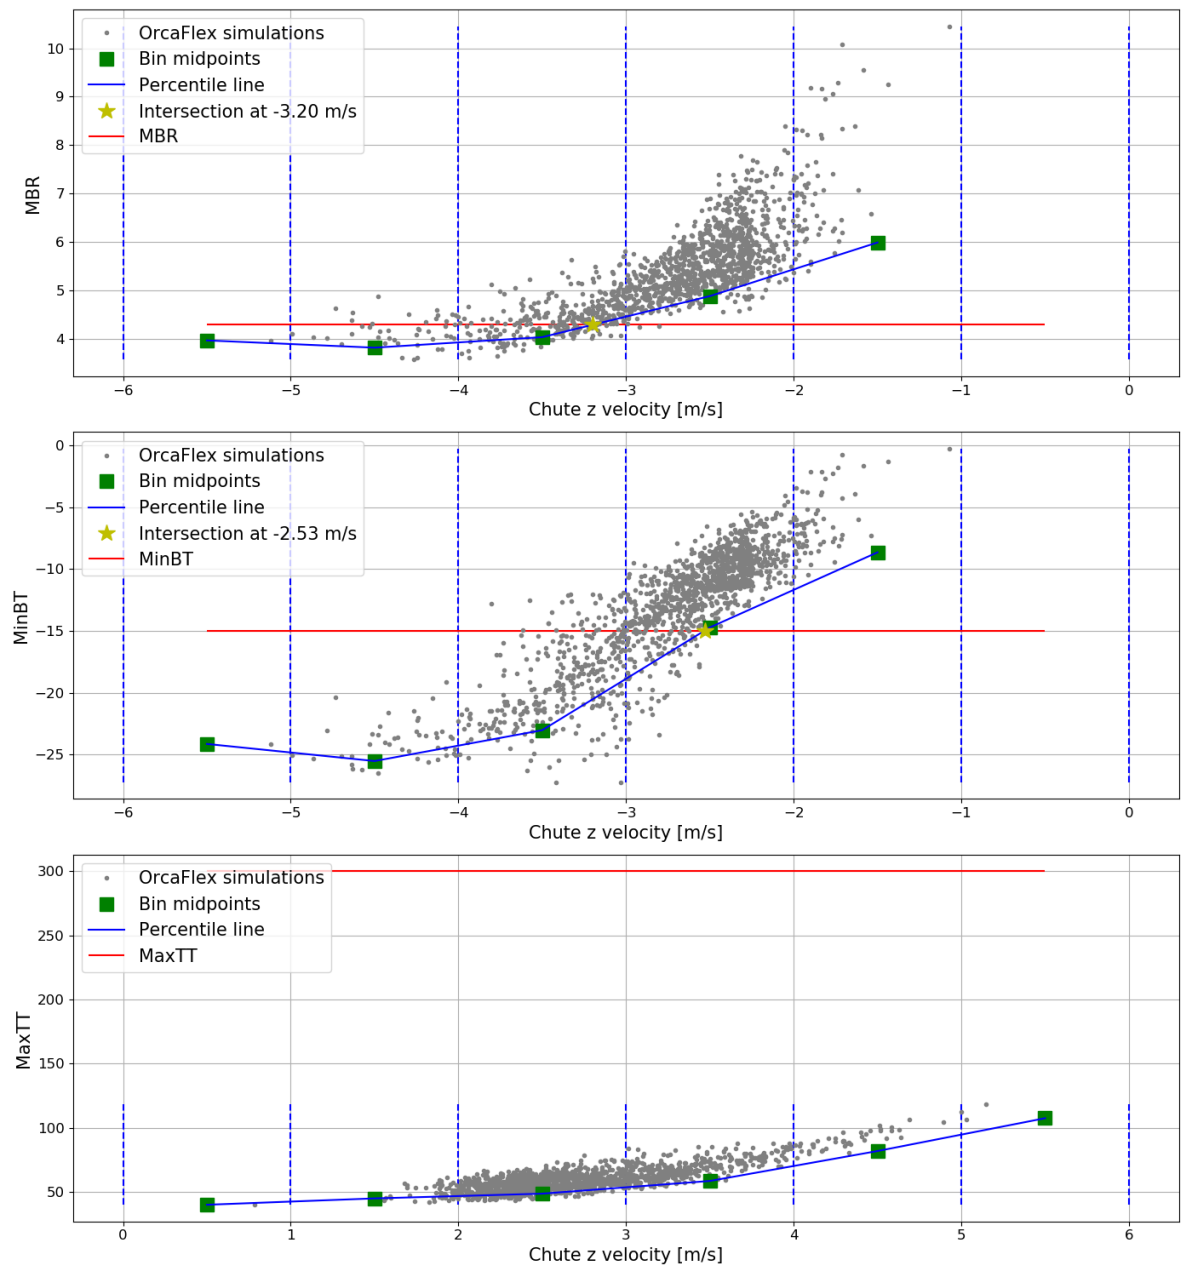 OrcaFlex simulations
Bin midpoints
Percentile line
Intersection at -3.20 m/s
MBR
10
9
8
7
6
5
4
MBR
−6 −5 −4 −3 −2 −1 0
Chute z velocity [m/s]
OrcaFlex simulations
Bin midpoints
Percentile line
Intersection at -2.53 m/s
MinBT
0
−5
−10
−15
−20
−25
MinBT
−6 −5 −4 −3 −2 −1 0
Chute z velocity [m/s]
OrcaFlex simulations
Bin midpoints
Percentile line
MaxTT
300
250
200
150
100
50
MaxTT
0 1 2 3 4 5 6
Chute z velocity [m/s]